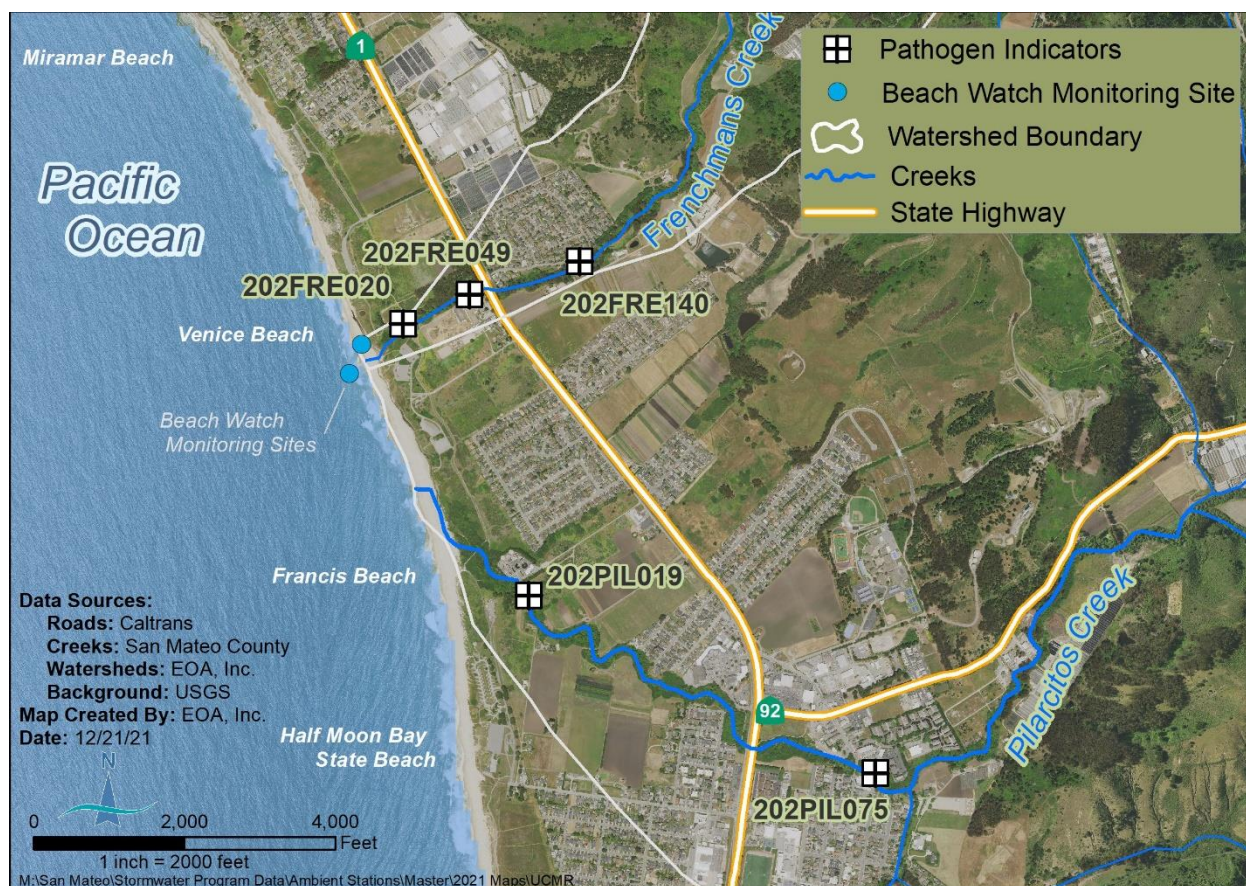 Miramar Beach
1
Pacific
Ocean
Frenchmans Creek
Pathogen Indicators
Beach Watch Monitoring Site
Watershed Boundary
Creeks
State Highway
202FRE049
202FRE020
202FRE140
Venice Beach
Beach Watch
Monitoring Sites
202PIL019
Francis Beach
Pilarcitos Creek
92
202PIL075
Half Moon Bay
State Beach
Data Sources:
Roads: Caltrans
Creeks: San Mateo County
Watersheds: EOA, Inc.
Background: USGS
Map Created By: EOA, Inc.
Date: 12/21/21
N
0 2,000 4,000
Feet
1 inch = 2000 feet
M:\San Mateo\Stormwater Program Data\Ambient Stations\Master\2021 Maps\UCMR